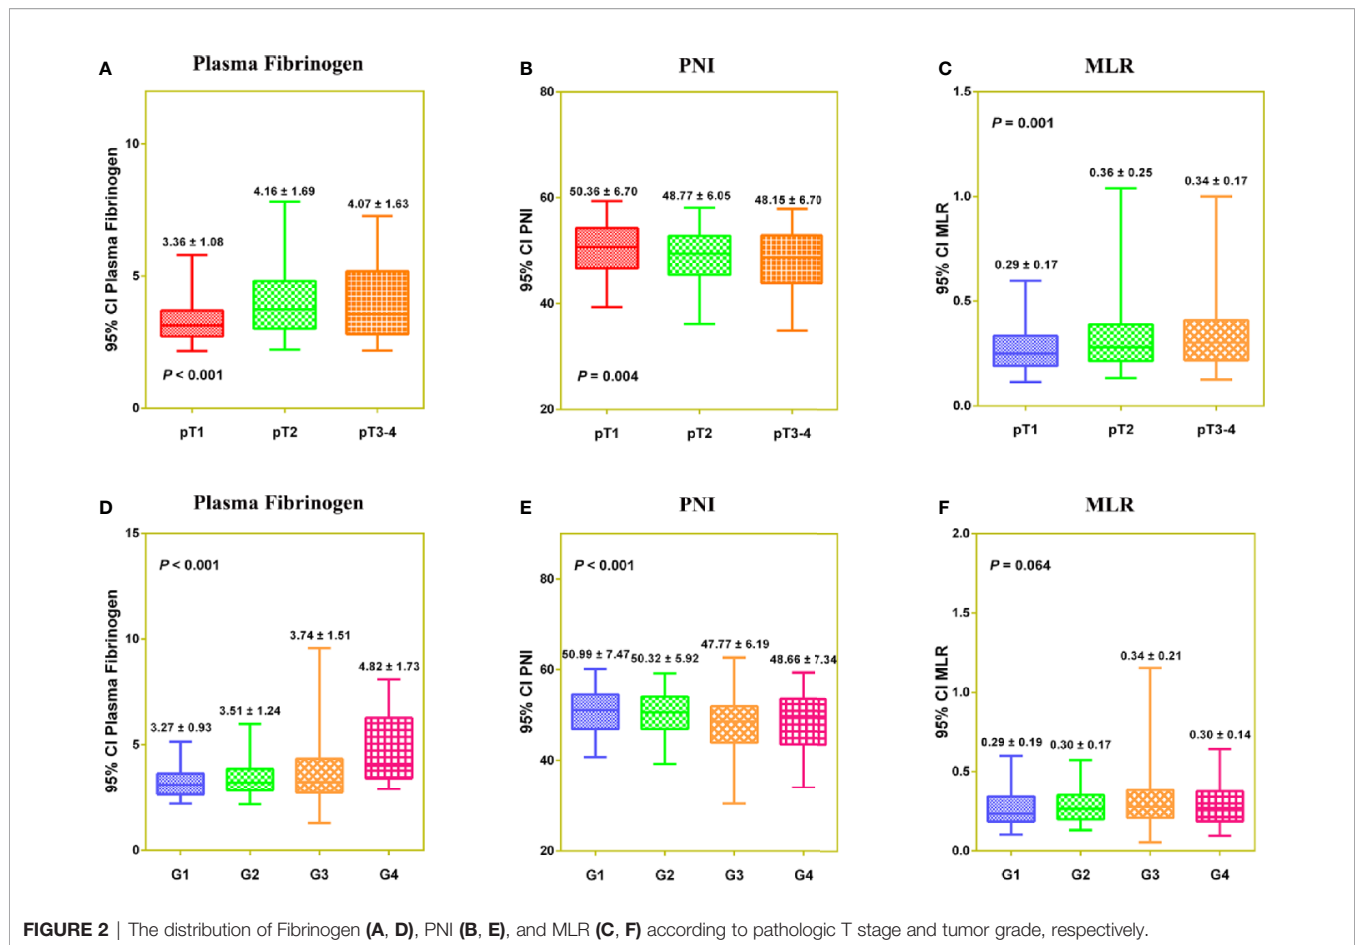 A
Plasma Fibrinogen
95% CI Plasma Fibrinogen
10
5
0
3.36 ± 1.08
4.16 ± 1.69
4.07 ± 1.63
P < 0.001
pT1
pT2
pT3-4
B
PNI
95% CI PNI
80
60
40
20
50.36 ± 6.70
48.77 ± 6.05
48.15 ± 6.70
P = 0.004
pT1
pT2
pT3-4
C
MLR
95% CI MLR
1.5
1.0
0.5
0.0
P = 0.001
0.29 ± 0.17
0.36 ± 0.25
0.34 ± 0.17
pT1
pT2
pT3-4
D
Plasma Fibrinogen
95% CI Plasma Fibrinogen
15
10
5
0
P < 0.001
3.27 ± 0.93
3.51 ± 1.24
3.74 ± 1.51
4.82 ± 1.73
G1
G2
G3
G4
E
PNI
95% CI PNI
80
60
40
20
P < 0.001
50.99 ± 7.47
50.32 ± 5.92
47.77 ± 6.19
48.66 ± 7.34
G1
G2
G3
G4
F
MLR
95% CI MLR
2.0
1.5
1.0
0.5
0.0
P = 0.064
0.29 ± 0.19
0.30 ± 0.17
0.34 ± 0.21
0.30 ± 0.14
G1
G2
G3
G4
FIGURE 2 | The distribution of Fibrinogen (A, D), PNI (B, E), and MLR (C, F) according to pathologic T stage and tumor grade, respectively.